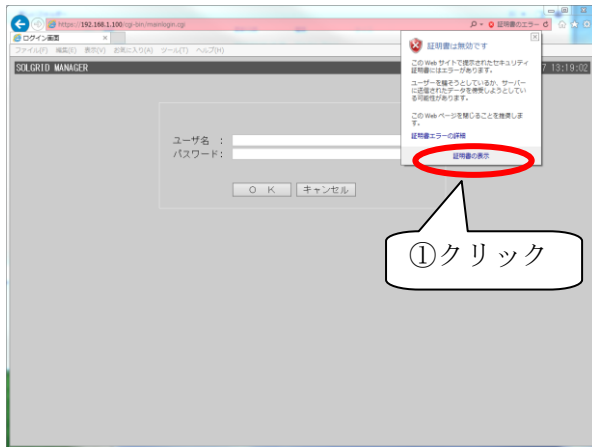 https://192.168.1.100/cgi-bin/mainlogin.cgi
証明書のエラー
ログイン画面
ファイル(F) 編集(E) 表示(V) お気に入り(A) ツール(T) ヘルプ(H)
SOLGRID MANAGER
7 13:19:02
証明書は無効です
この Web サイトで提示されたセキュリティ
証明書にはエラーがあります。
ユーザーを騙そうとしているか、サーバー
に送信されたデータを傍受しようとしてい
る可能性があります。
この Web ページを閉じることを推奨しま
す。
証明書エラーの詳細
証明書の表示
ユーザ名 :
パスワード:
O K
キャンセル
①クリック